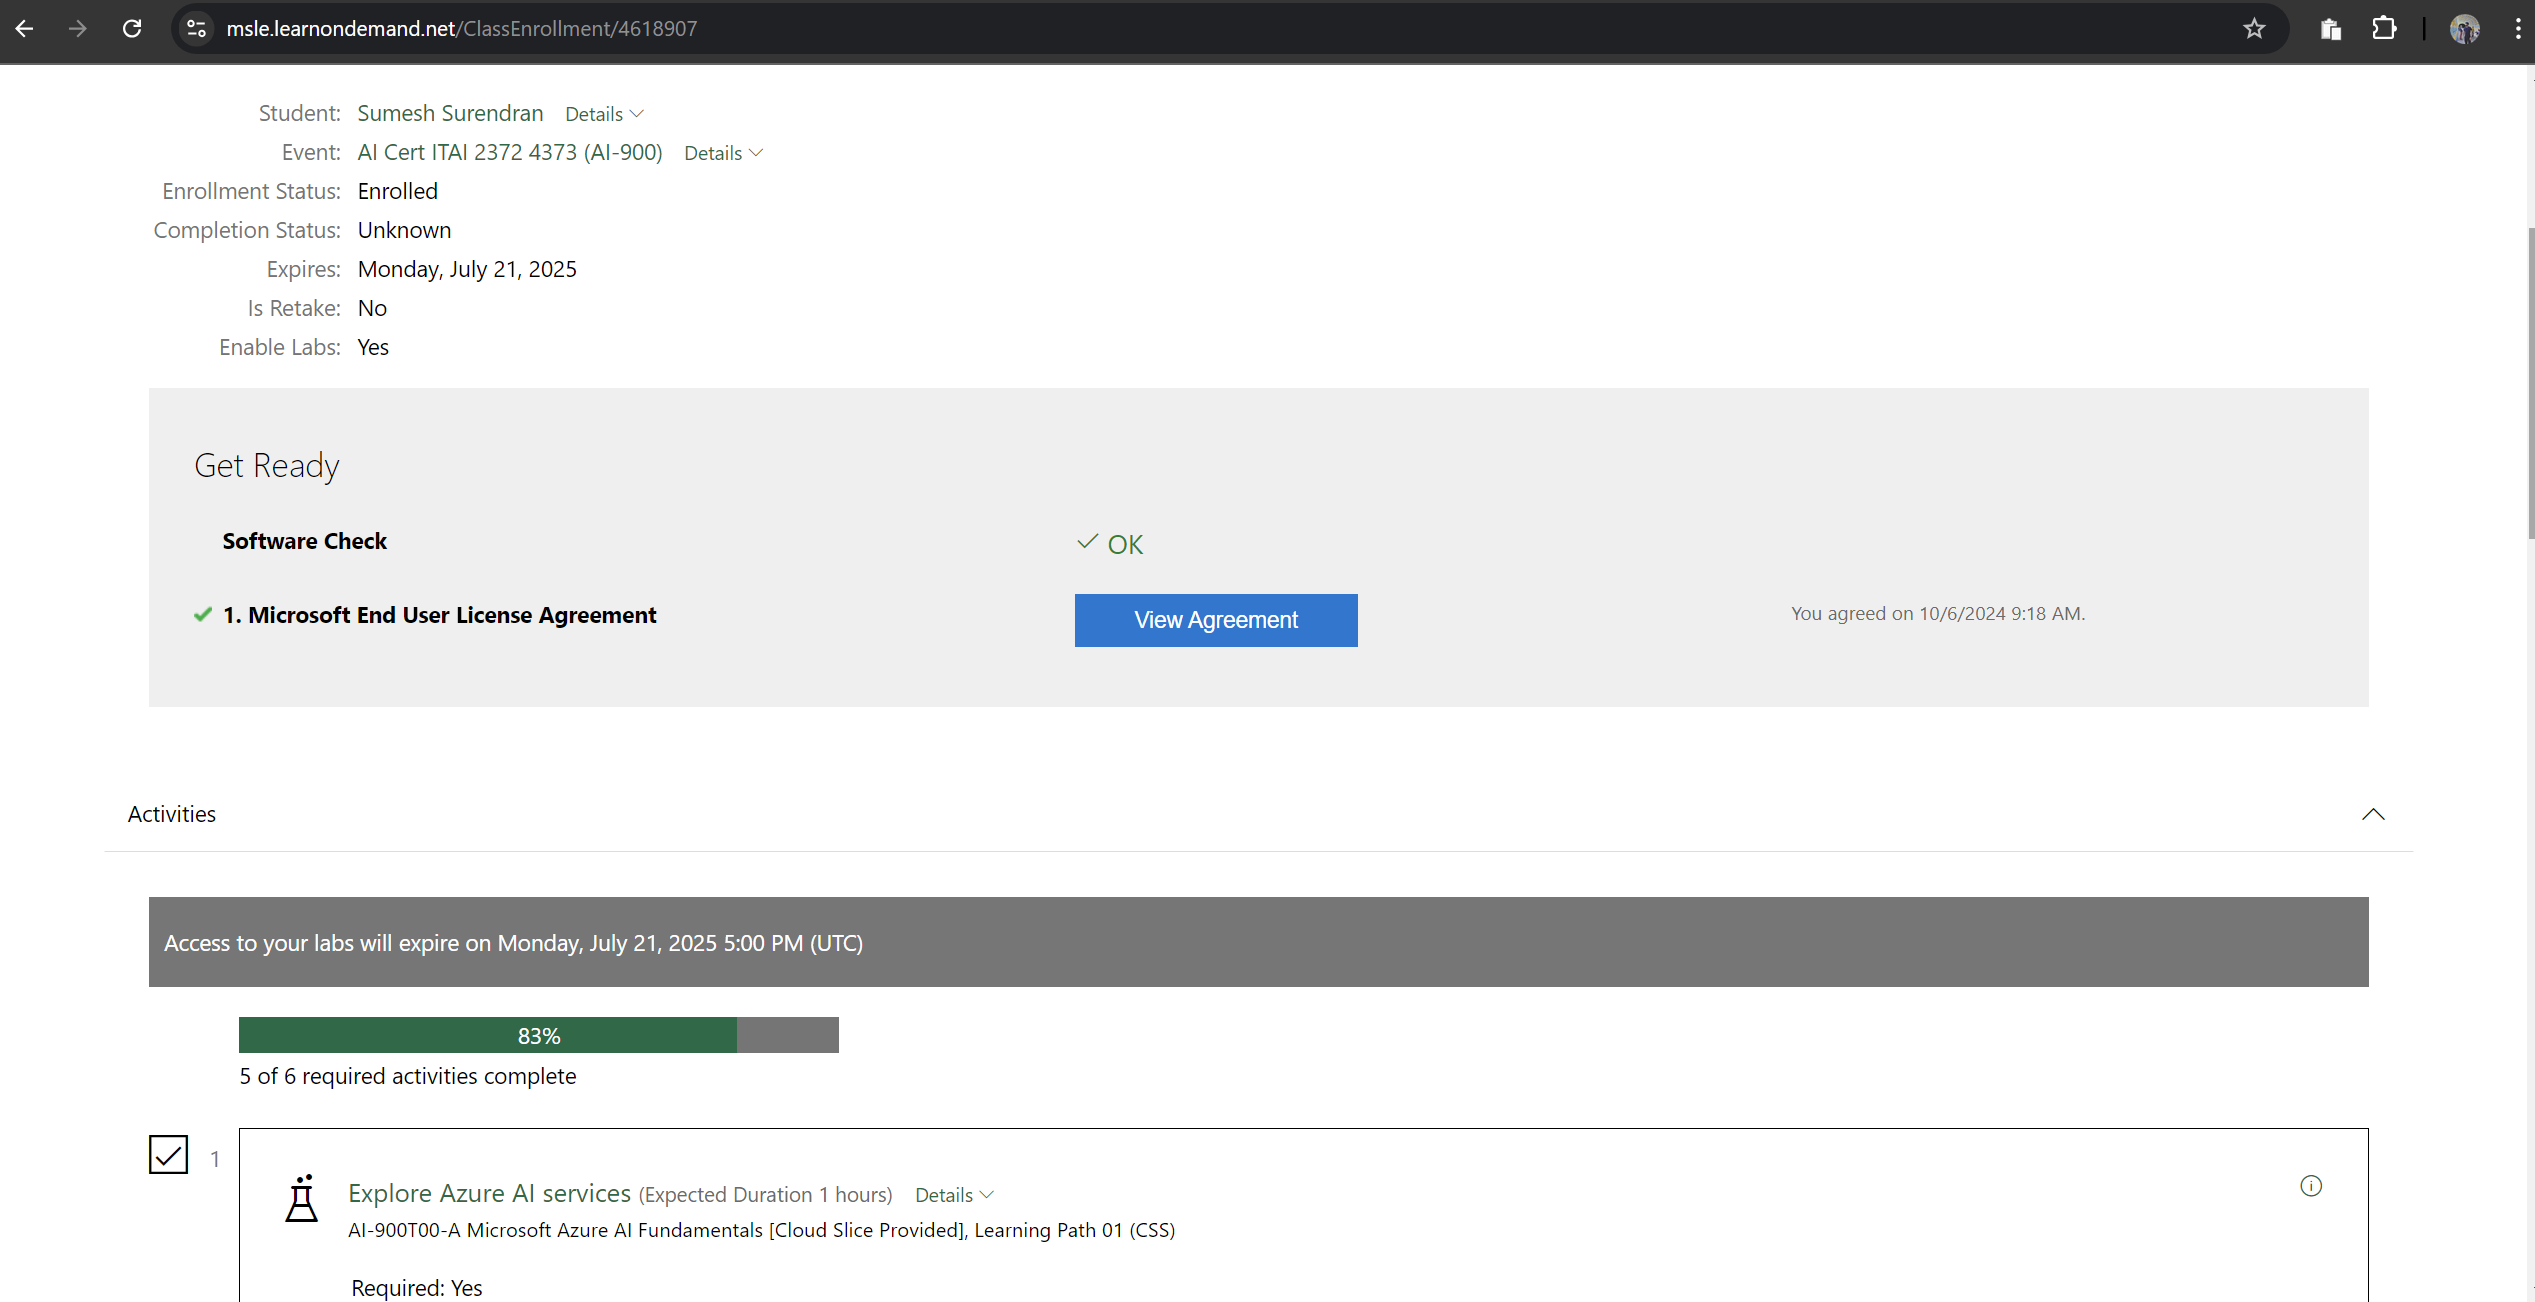 msle.learnondemand.net/ClassEnrollment/4618907
Student: Sumesh Surendran Details
Event: AI Cert ITAI 2372 4373 (AI-900) Details
Enrollment Status: Enrolled
Completion Status: Unknown
Expires: Monday, July 21, 2025
Is Retake: No
Enable Labs: Yes
Get Ready
Software Check OK
1. Microsoft End User License Agreement View Agreement You agreed on 10/6/2024 9:18 AM.
Activities
Access to your labs will expire on Monday, July 21, 2025 5:00 PM (UTC)
83%
5 of 6 required activities complete
1
Explore Azure AI services (Expected Duration 1 hours) Details
AI-900T00-A Microsoft Azure AI Fundamentals [Cloud Slice Provided], Learning Path 01 (CSS)
Required: Yes